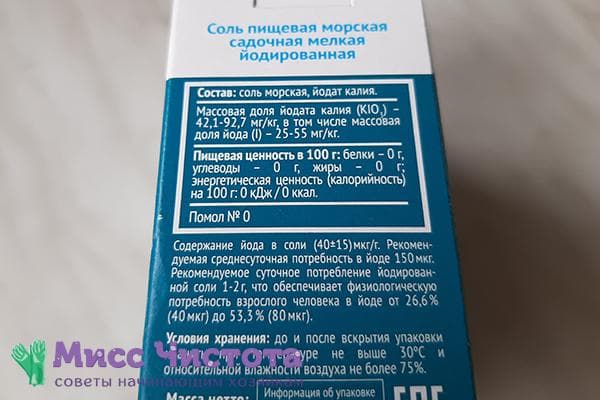 Соль пищевая морская
садочная мелкая
йодированная
Состав: соль морская, йодат калия.
Массовая доля йодата калия (KIO₃) –
42,1-92,7 мг/кг, в том числе массовая
доля йода (I) – 25-55 мг/кг.
Пищевая ценность в 100 г: белки – 0 г,
углеводы – 0 г, жиры – 0 г;
энергетическая ценность (калорийность)
на 100 г: 0 кДж / 0 ккал.
Помол № 0
Содержание йода в соли (40±15) мкг/г. Рекомен-
дуемая среднесуточная потребность в йоде 150 мкг.
Рекомендуемое суточное потребление йодирован-
ной соли 1-2 г, что обеспечивает физиологическую
потребность взрослого человека в йоде от 26,6%
(40 мкг) до 53,3% (80 мкг).
Условия хранения: до и после вскрытия упаковки
не выше 30°С и
относительной влажности воздуха не более 75%.
Мисс Чистота
советы начинающим хозяйкам
Масса нетто:
Информация об упаковке